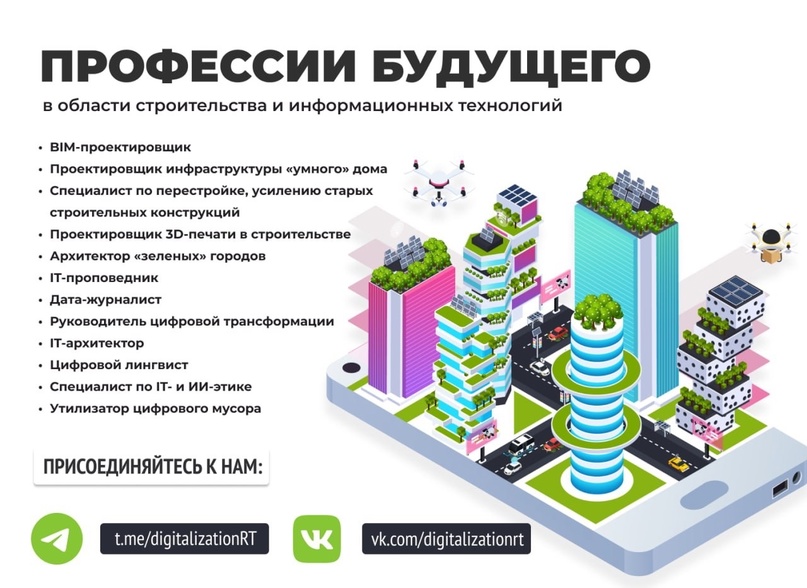 ПРОФЕССИИ БУДУЩЕГО
в области строительства и информационных технологий
• BIM-проектировщик
• Проектировщик инфраструктуры «умного» дома
• Специалист по перестройке, усилению старых
строительных конструкций
• Проектировщик 3D-печати в строительстве
• Архитектор «зеленых» городов
• IT-проповедник
• Дата-журналист
• Руководитель цифровой трансформации
• IT-архитектор
• Цифровой лингвист
• Специалист по IT- и ИИ-этике
• Утилизатор цифрового мусора
ПРИСОЕДИНЯЙТЕСЬ К НАМ:
t.me/digitalizationRT
vk.com/digitalizationrt